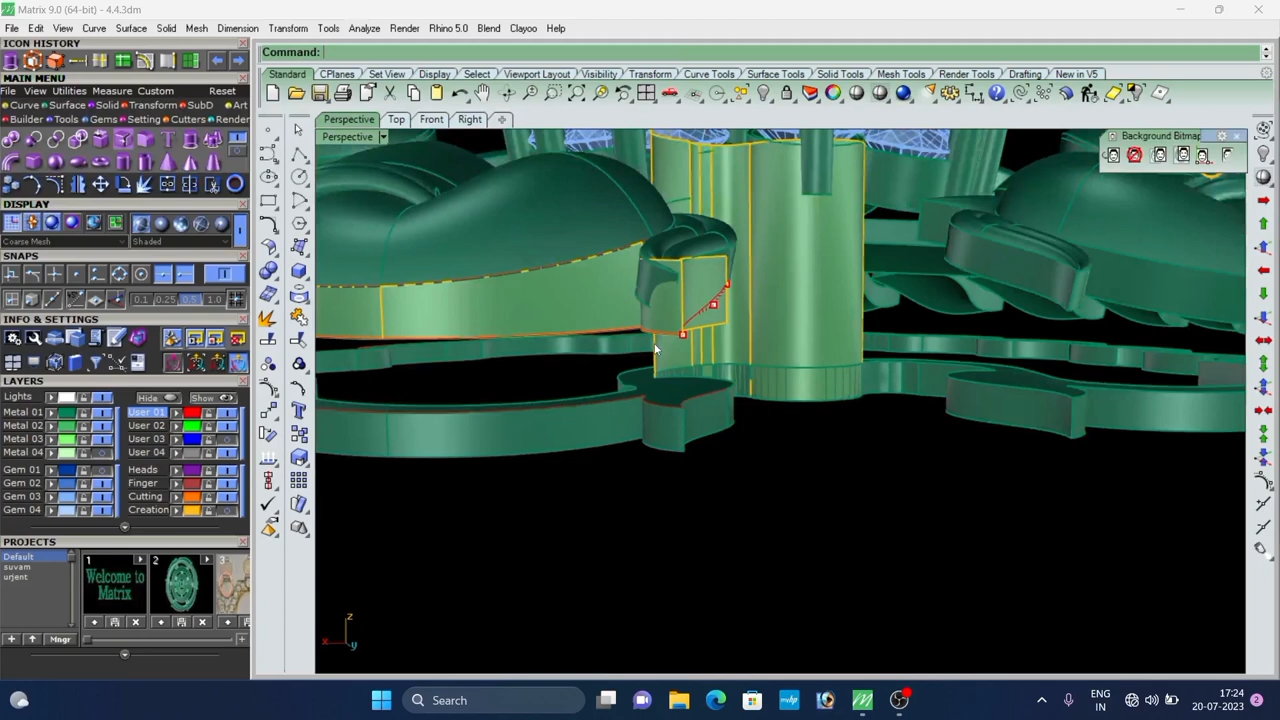 Matrix 9.0 (64-bit) - 4.4.3dm
File Edit View Curve Surface Solid Mesh Dimension Transform Tools Analyze Render Rhino 5.0 Blend Clayoo Help
ICON HISTORY
Command:
MAIN MENU
Standard CPlanes Set View Display Select Viewport Layout Visibility Transform Curve Tools Surface Tools Solid Tools Mesh Tools Render Tools Drafting New in V5
File View Utilities Measure Custom Reset
Curve Surface Solid Transform SubD Art
Builder Tools Gems Setting Cutters Render
Perspective Top Front Right
Perspective
Background Bitmap
DISPLAY
Coarse Mesh Shaded
SNAPS
0.1 0.25 0.5 1.0
INFO & SETTINGS
LAYERS
Lights Hide Show
Metal 01 User 01
Metal 02 User 02
Metal 03 User 03
Metal 04 User 04
Gem 01 Heads
Gem 02 Finger
Gem 03 Cutting
Gem 04 Creation
PROJECTS
Default
suvam
urjent
1 2 3
Welcome to
Matrix
Mngr
z
x
y
Search
ENG
IN
17:24
20-07-2023
2